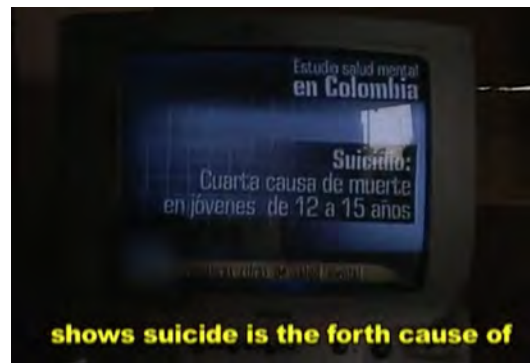 Estudio salud mental
en Colombia
Suicidio:
Cuarta causa de muerte
en jóvenes de 12 a 15 años
shows suicide is the forth cause of